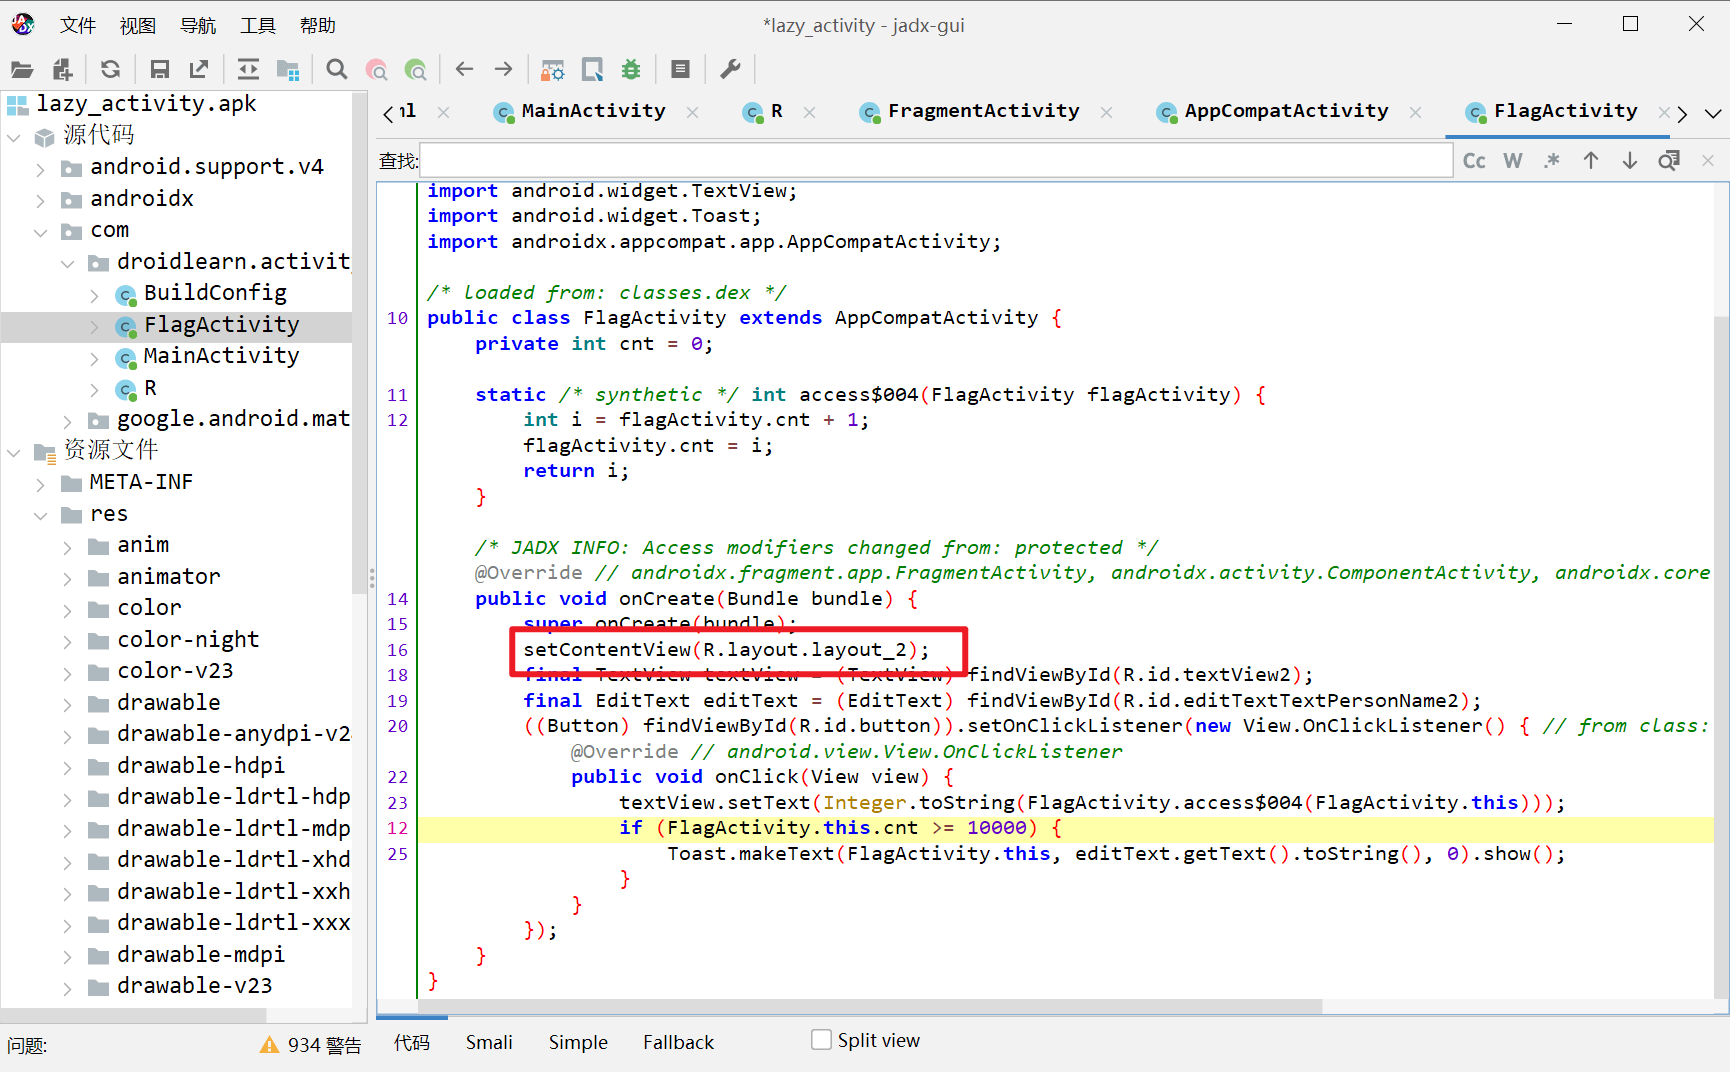 文件 视图 导航 工具 帮助
*lazy_activity - jadx-gui
lazy_activity.apk
源代码
android.support.v4
androidx
com
droidlearn.activit
BuildConfig
FlagActivity
MainActivity
R
google.android.mat
资源文件
META-INF
res
anim
animator
color
color-night
color-v23
drawable
drawable-anydpi-v2
drawable-hdpi
drawable-ldrtl-hdp
drawable-ldrtl-mdp
drawable-ldrtl-xhd
drawable-ldrtl-xxh
drawable-ldrtl-xxx
drawable-mdpi
drawable-v23
ml MainActivity R FragmentActivity AppCompatActivity FlagActivity
查找: Cc W .*
import android.widget.TextView;
import android.widget.Toast;
import androidx.appcompat.app.AppCompatActivity;
/* loaded from: classes.dex */
10 public class FlagActivity extends AppCompatActivity {
private int cnt = 0;
11 static /* synthetic */ int access$004(FlagActivity flagActivity) {
12 int i = flagActivity.cnt + 1;
flagActivity.cnt = i;
return i;
}
/* JADX INFO: Access modifiers changed from: protected */
@Override // androidx.fragment.app.FragmentActivity, androidx.activity.ComponentActivity, androidx.core
14 public void onCreate(Bundle bundle) {
15 super.onCreate(bundle);
16 setContentView(R.layout.layout_2);
18 final TextView textView = (TextView) findViewById(R.id.textView2);
19 final EditText editText = (EditText) findViewById(R.id.editTextTextPersonName2);
20 ((Button) findViewById(R.id.button)).setOnClickListener(new View.OnClickListener() { // from class:
@Override // android.view.View.OnClickListener
22 public void onClick(View view) {
23 textView.setText(Integer.toString(FlagActivity.access$004(FlagActivity.this)));
12 if (FlagActivity.this.cnt >= 10000) {
25 Toast.makeText(FlagActivity.this, editText.getText().toString(), 0).show();
}
}
});
}
}
问题: 934 警告 代码 Smali Simple Fallback Split view